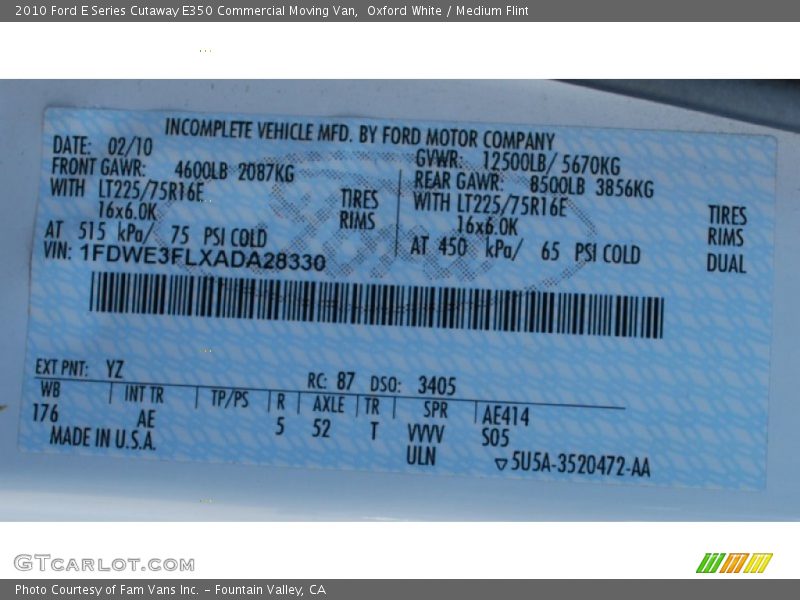 2010 Ford E Series Cutaway E350 Commercial Moving Van,  Oxford White / Medium Flint
INCOMPLETE VEHICLE MFD. BY FORD MOTOR COMPANY
DATE: 02/10 GVWR: 12500LB/ 5670KG
FRONT GAWR: 4600LB 2087KG REAR GAWR: 8500LB 3856KG
WITH LT225/75R16E TIRES WITH LT225/75R16E TIRES
16x6.0K RIMS 16x6.0K RIMS
AT 515 kPa/ 75 PSI COLD AT 450 kPa/ 65 PSI COLD DUAL
VIN: 1FDWE3FLXADA28330
EXT PNT: YZ RC: 87 DSO: 3405
WB INT TR TP/PS R AXLE TR SPR AE414
176 AE 5 52 T VVVV S05
MADE IN U.S.A. ULN ▽5U5A-3520472-AA
GTCARLOT.COM
Photo Courtesy of Fam Vans Inc. - Fountain Valley, CA